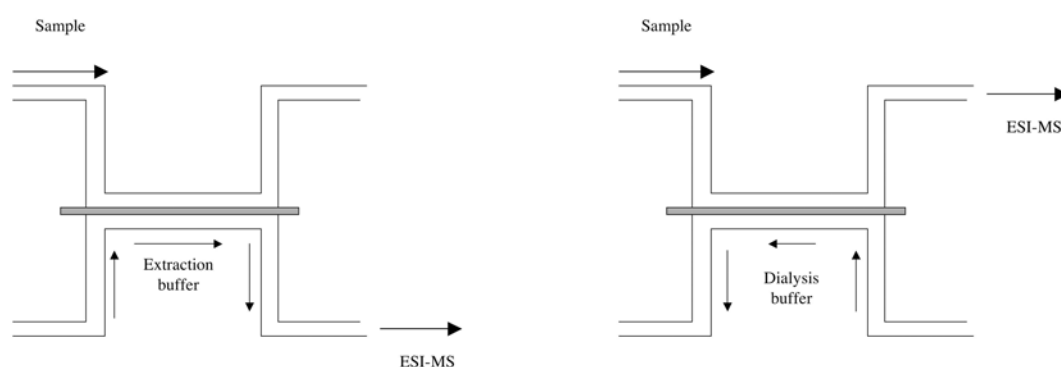 Sample
Extraction
buffer
ESI-MS
Sample
ESI-MS
Dialysis
buffer